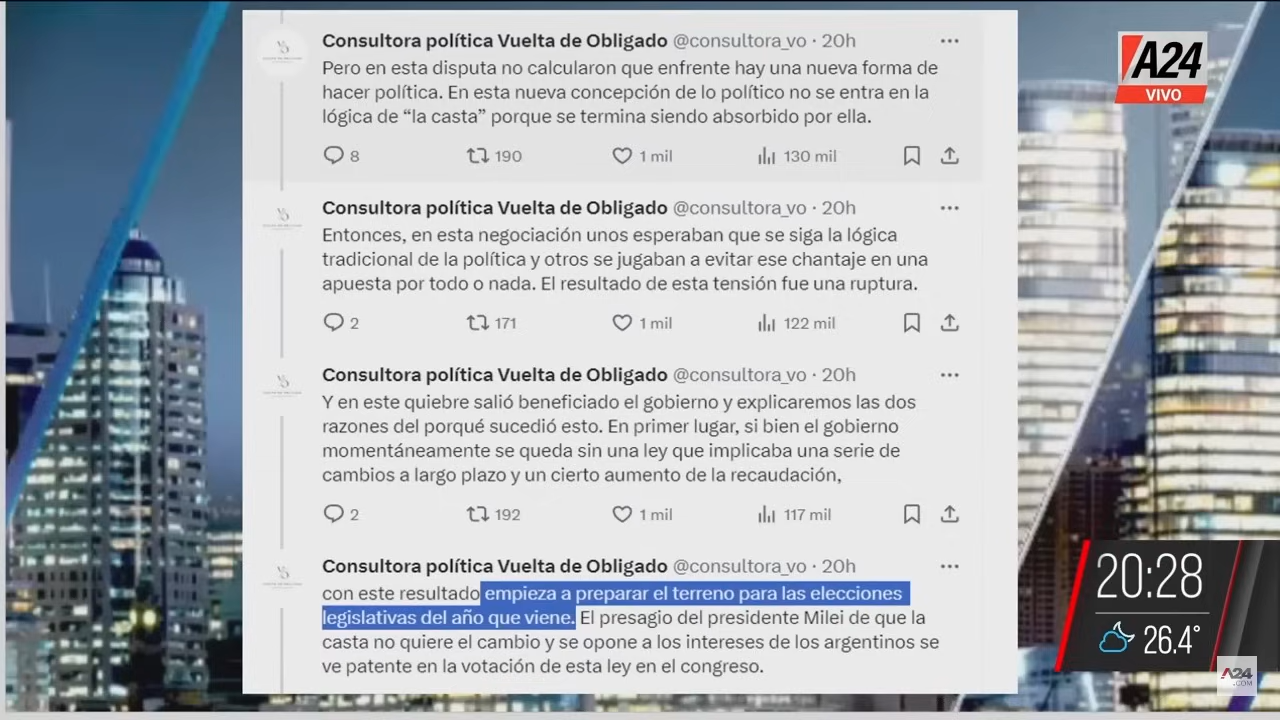 Consultora política Vuelta de Obligado @consultora_vo · 20h
Pero en esta disputa no calcularon que enfrente hay una nueva forma de
hacer política. En esta nueva concepción de lo político no se entra en la
lógica de “la casta” porque se termina siendo absorbido por ella.
8 190 1 mil 130 mil
Consultora política Vuelta de Obligado @consultora_vo · 20h
Entonces, en esta negociación unos esperaban que se siga la lógica
tradicional de la política y otros se jugaban a evitar ese chantaje en una
apuesta por todo o nada. El resultado de esta tensión fue una ruptura.
2 171 1 mil 122 mil
Consultora política Vuelta de Obligado @consultora_vo · 20h
Y en este quiebre salió beneficiado el gobierno y explicaremos las dos
razones del porqué sucedió esto. En primer lugar, si bien el gobierno
momentáneamente se queda sin una ley que implicaba una serie de
cambios a largo plazo y un cierto aumento de la recaudación,
2 192 1 mil 117 mil
Consultora política Vuelta de Obligado @consultora_vo · 20h
con este resultado empieza a preparar el terreno para las elecciones
legislativas del año que viene. El presagio del presidente Milei de que la
casta no quiere el cambio y se opone a los intereses de los argentinos se
ve patente en la votación de esta ley en el congreso.
A24
VIVO
20:28
26.4°
A24
.COM